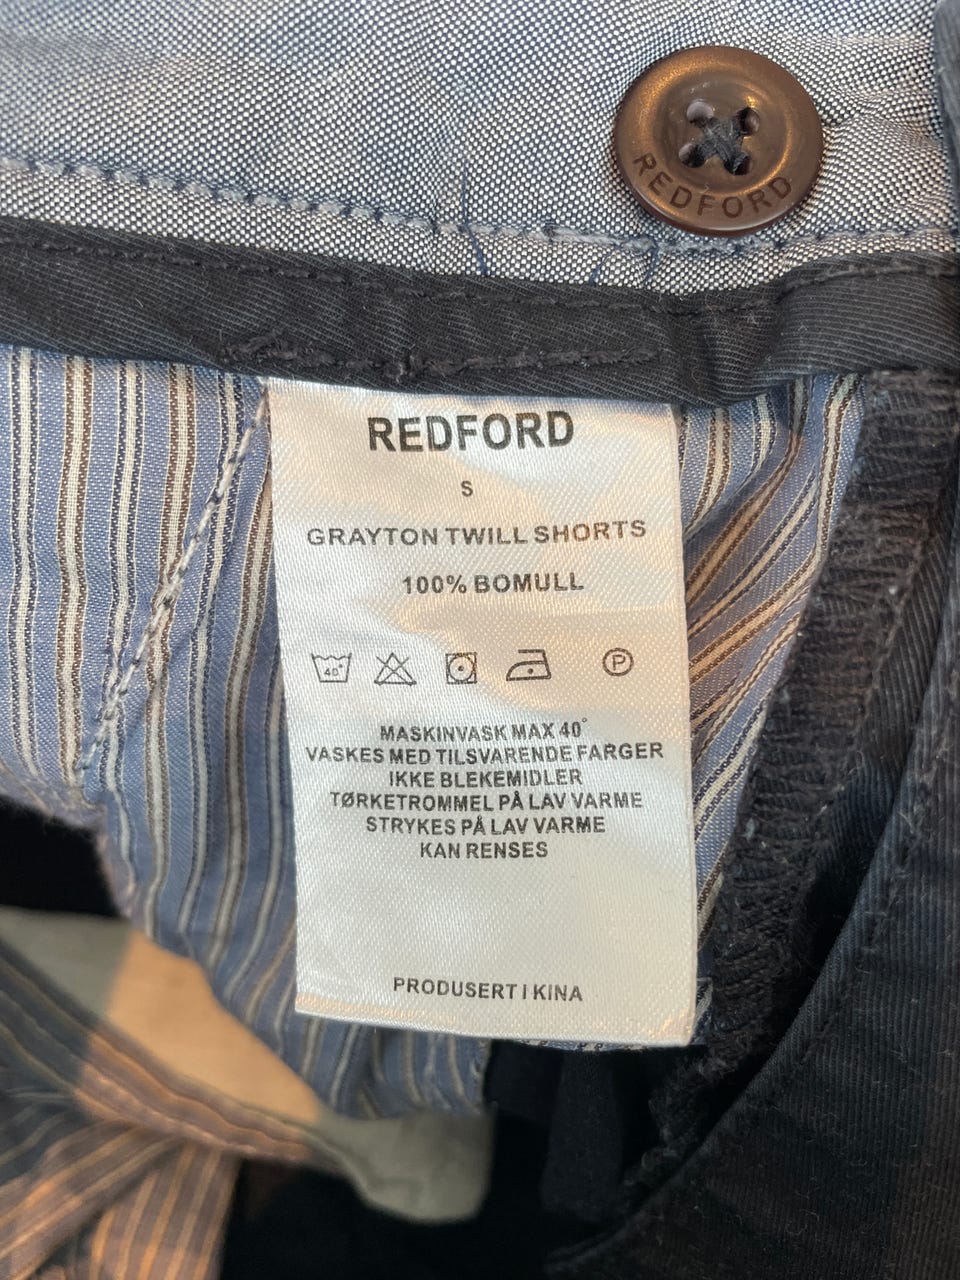 REDFORD
REDFORD
S
GRAYTON TWILL SHORTS
100% BOMULL
40° P
MASKINVASK MAX 40°
VASKES MED TILSVARENDE FARGER
IKKE BLEKEMIDLER
TØRKETROMMEL PÅ LAV VARME
STRYKES PÅ LAV VARME
KAN RENSES
PRODUSERT I KINA